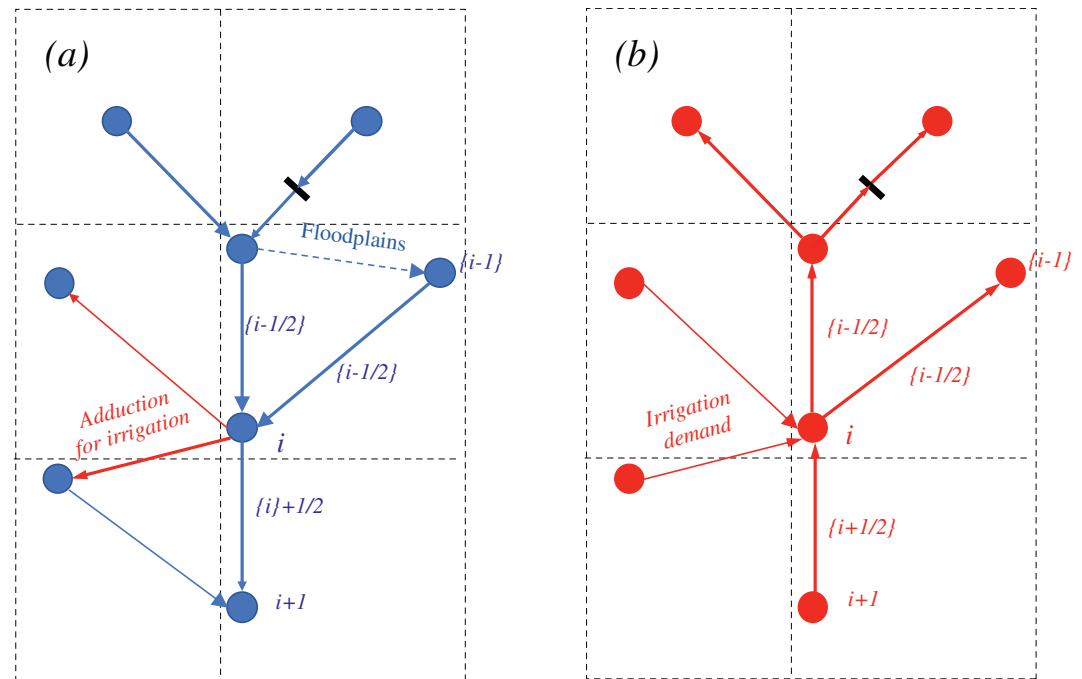 (a)
Floodplains
{i-1}
{i-1/2}
{i-1/2}
Adduction
for irrigation
i
{i}+1/2
i+1
(b)
{i-1}
{i-1/2}
{i-1/2}
Irrigation
demand
i
{i+1/2}
i+1